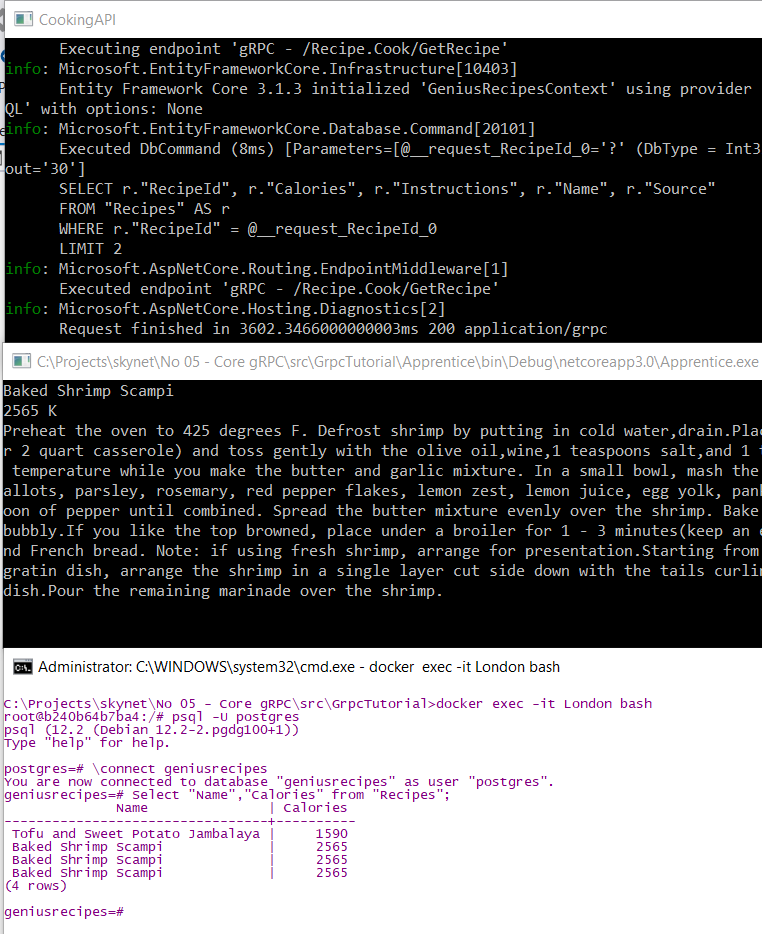 CookingAPI
Executing endpoint 'gRPC - /Recipe.Cook/GetRecipe'
info: Microsoft.EntityFrameworkCore.Infrastructure[10403]
Entity Framework Core 3.1.3 initialized 'GeniusRecipesContext' using provider
QL' with options: None
info: Microsoft.EntityFrameworkCore.Database.Command[20101]
Executed DbCommand (8ms) [Parameters=[@__request_RecipeId_0='?' (DbType = Int3
out='30']
SELECT r."RecipeId", r."Calories", r."Instructions", r."Name", r."Source"
FROM "Recipes" AS r
WHERE r."RecipeId" = @__request_RecipeId_0
LIMIT 2
info: Microsoft.AspNetCore.Routing.EndpointMiddleware[1]
Executed endpoint 'gRPC - /Recipe.Cook/GetRecipe'
info: Microsoft.AspNetCore.Hosting.Diagnostics[2]
Request finished in 3602.3466000000003ms 200 application/grpc
C:\Projects\skynet\No 05 - Core gRPC\src\GrpcTutorial\Apprentice\bin\Debug\netcoreapp3.0\Apprentice.exe
Baked Shrimp Scampi
2565 K
Preheat the oven to 425 degrees F. Defrost shrimp by putting in cold water,drain.Plac
r 2 quart casserole) and toss gently with the olive oil,wine,1 teaspoons salt,and 1 t
temperature while you make the butter and garlic mixture. In a small bowl, mash the
allots, parsley, rosemary, red pepper flakes, lemon zest, lemon juice, egg yolk, pank
oon of pepper until combined. Spread the butter mixture evenly over the shrimp. Bake
bubbly.If you like the top browned, place under a broiler for 1 - 3 minutes(keep an e
nd French bread. Note: if using fresh shrimp, arrange for presentation.Starting from
gratin dish, arrange the shrimp in a single layer cut side down with the tails curlin
dish.Pour the remaining marinade over the shrimp.
Administrator: C:\WINDOWS\system32\cmd.exe - docker exec -it London bash
C:\Projects\skynet\No 05 - Core gRPC\src\GrpcTutorial>docker exec -it London bash
root@b240b64b7ba4:/# psql -U postgres
psql (12.2 (Debian 12.2-2.pgdg100+1))
Type "help" for help.
postgres=# \connect geniusrecipes
You are now connected to database "geniusrecipes" as user "postgres".
geniusrecipes=# Select "Name","Calories" from "Recipes";
Name | Calories
---------------------------------+----------
Tofu and Sweet Potato Jambalaya | 1590
Baked Shrimp Scampi | 2565
Baked Shrimp Scampi | 2565
Baked Shrimp Scampi | 2565
(4 rows)
geniusrecipes=#